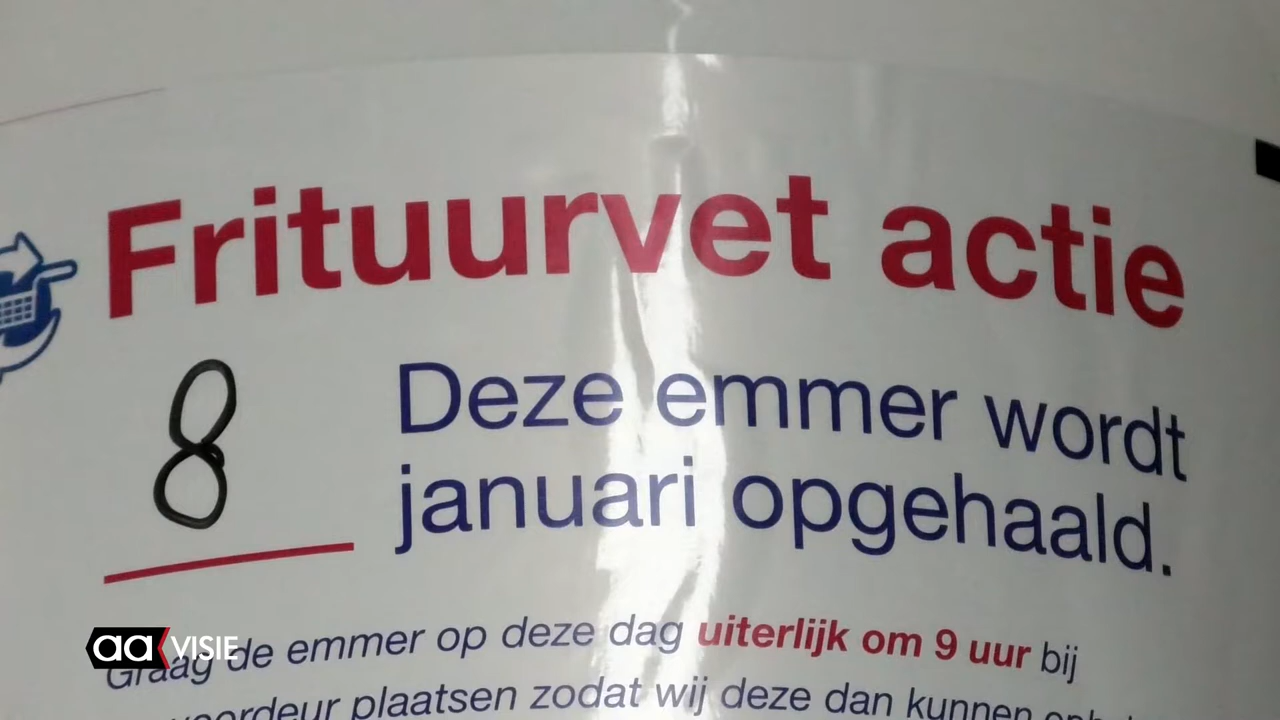 Frituurvet actie
Deze emmer wordt
8 januari opgehaald.
Graag de emmer op deze dag uiterlijk om 9 uur bij
voordeur plaatsen zodat wij deze dan kunnen
aa VISIE